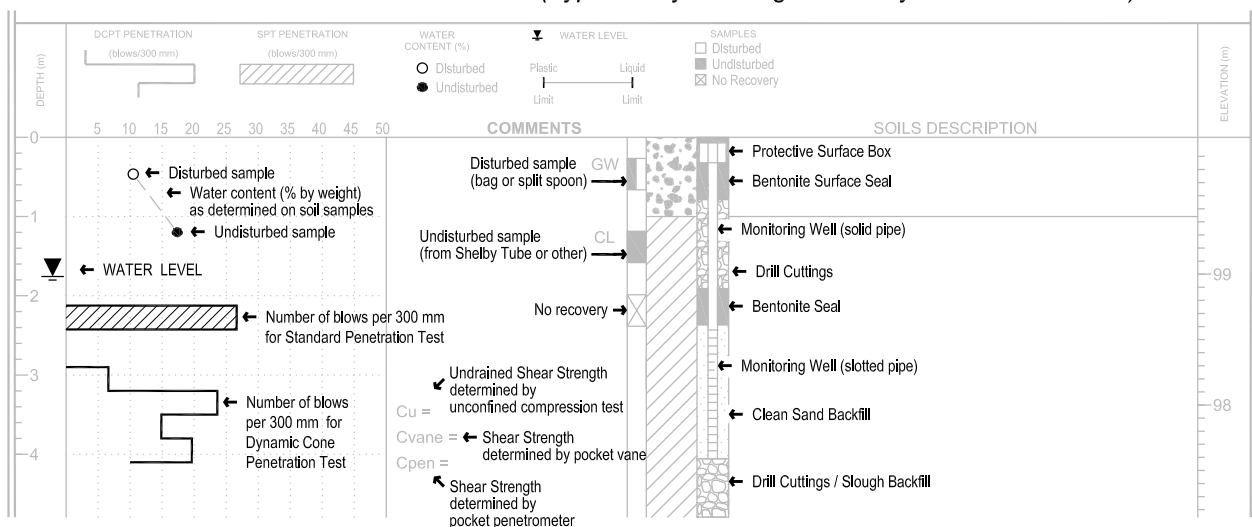 DCPT PENETRATION
(blows/300 mm)
SPT PENETRATION
(blows/300 mm)
WATER
CONTENT (%)
Disturbed
Undisturbed
WATER LEVEL
Plastic
Limit
Liquid
Limit
SAMPLES
Disturbed
Undisturbed
No Recovery
DEPTH (m)
ELEVATION (m)
5 10 15 20 25 30 35 40 45 50
COMMENTS
SOILS DESCRIPTION
0
1
2
3
4
Disturbed sample
Water content (% by weight)
as determined on soil samples
Undisturbed sample
WATER LEVEL
Number of blows per 300 mm
for Standard Penetration Test
Number of blows
per 300 mm for
Dynamic Cone
Penetration Test
Disturbed sample
(bag or split spoon)
GW
Undisturbed sample
(from Shelby Tube or other)
CL
No recovery
Undrained Shear Strength
determined by
unconfined compression test
Cu =
Cvane =
Shear Strength
determined by pocket vane
Cpen =
Shear Strength
determined by
pocket penetrometer
Protective Surface Box
Bentonite Surface Seal
Monitoring Well (solid pipe)
Drill Cuttings
Bentonite Seal
Monitoring Well (slotted pipe)
Clean Sand Backfill
Drill Cuttings / Slough Backfill
99
98